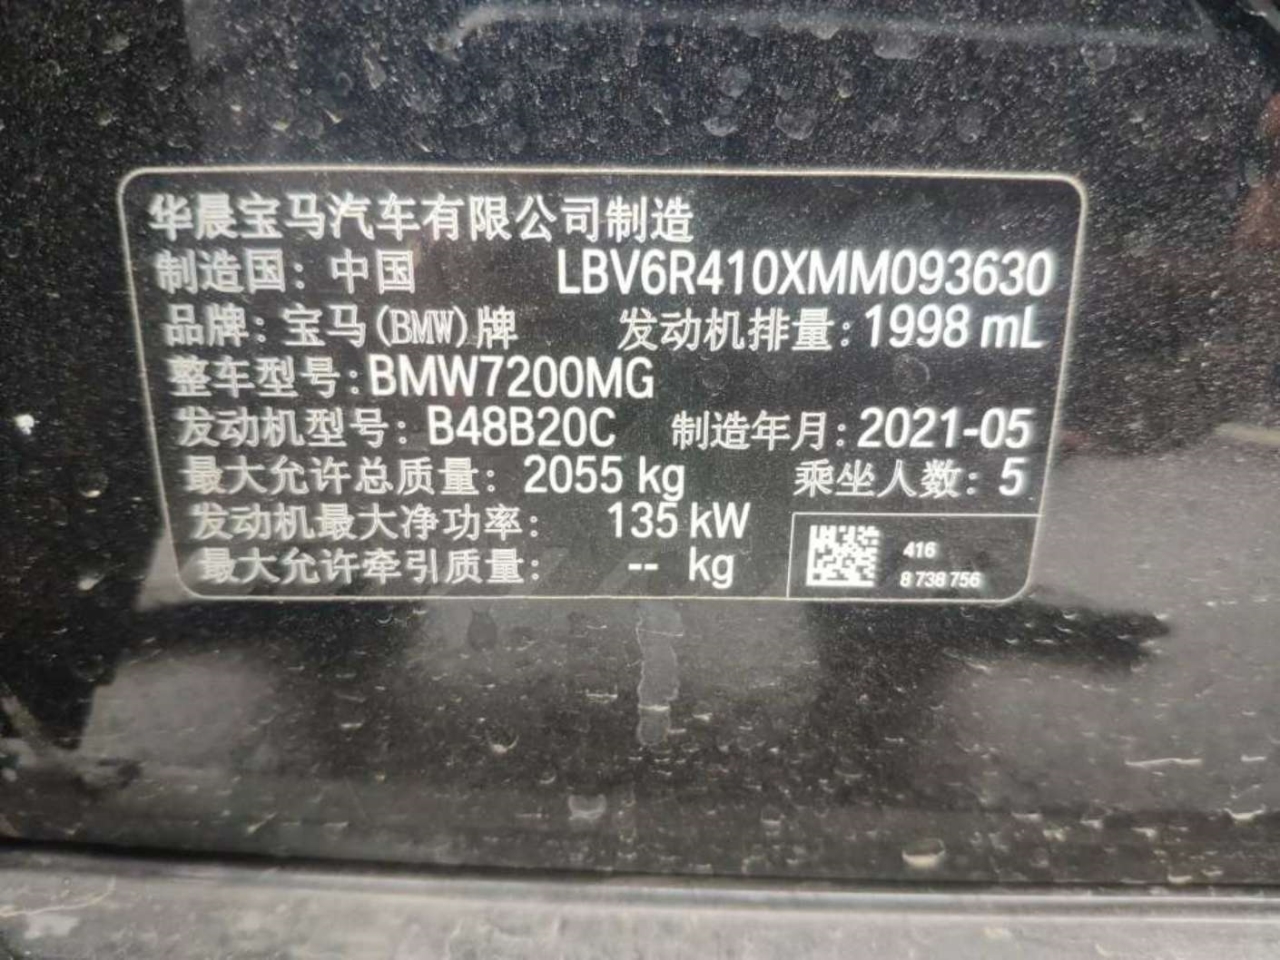 华晨宝马汽车有限公司制造
制造国：中国 LBV6R410XMM093630
品牌：宝马(BMW)牌 发动机排量：1998 mL
整车型号：BMW7200MG
发动机型号：B48B20C 制造年月：2021-05
最大允许总质量：2055 kg 乘坐人数：5
发动机最大净功率：135 kW
最大允许牵引质量：-- kg
416
8 738 756